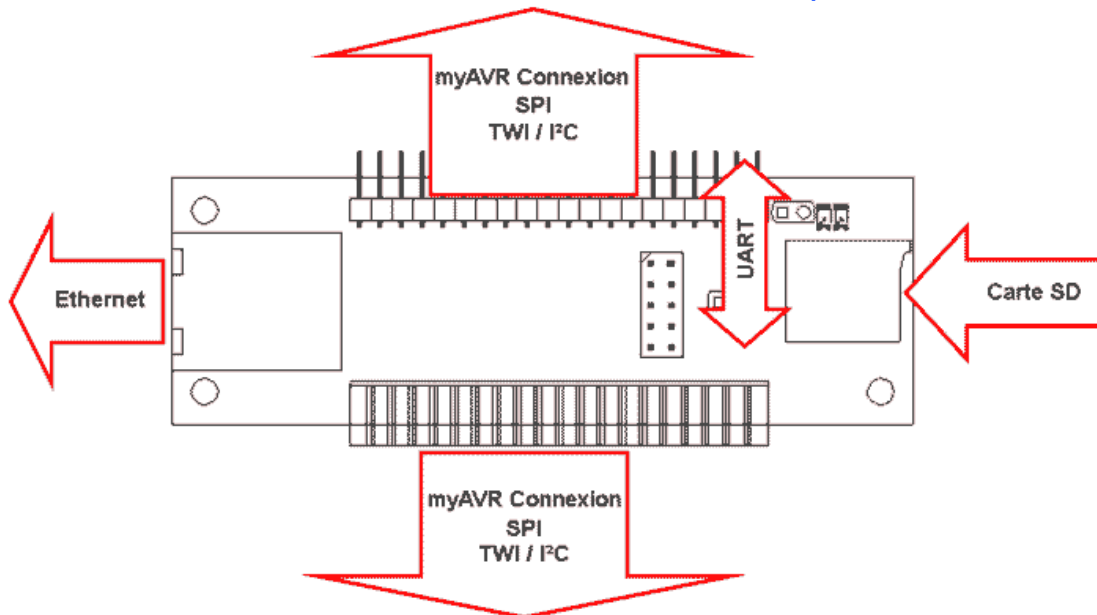 myAVR Connexion
SPI
TWI / I²C
UART
Ethernet
Carte SD
myAVR Connexion
SPI
TWI / I²C